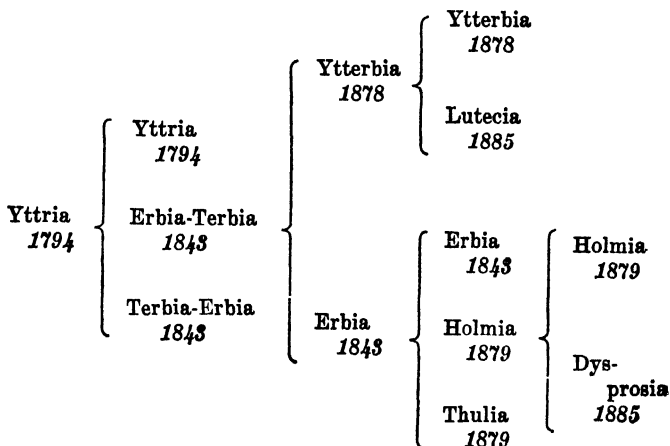 Yttria
1794
Yttria
1794
Erbia-Terbia
1843
Terbia-Erbia
1843
Ytterbia
1878
Erbia
1843
Ytterbia
1878
Lutecia
1885
Erbia
1843
Holmia
1879
Thulia
1879
Holmia
1879
Dys-
prosia
1885